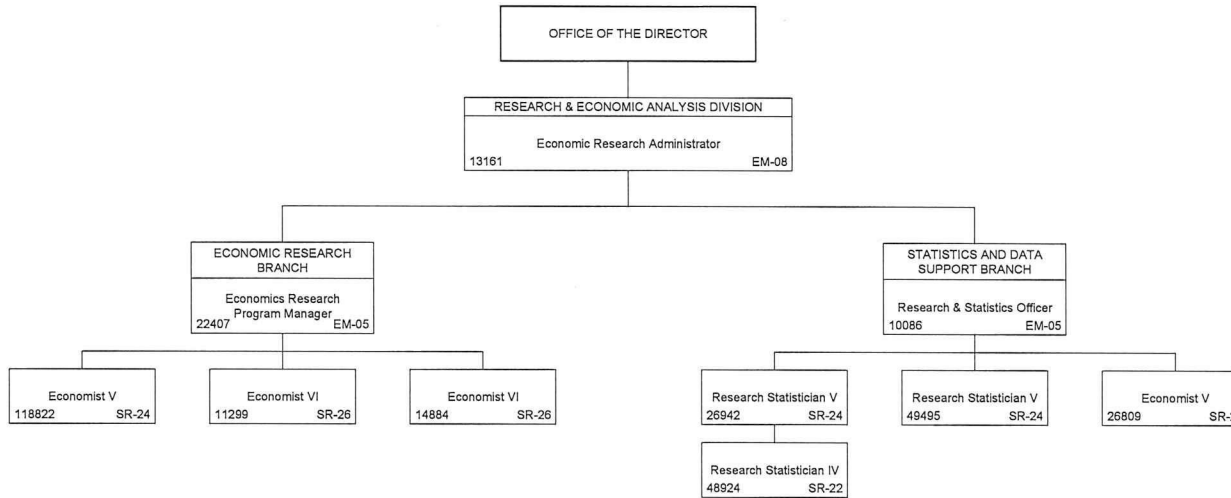 OFFICE OF THE DIRECTOR
RESEARCH & ECONOMIC ANALYSIS DIVISION
Economic Research Administrator
13161 EM-08
ECONOMIC RESEARCH
BRANCH
Economics Research
Program Manager
22407 EM-05
STATISTICS AND DATA
SUPPORT BRANCH
Research & Statistics Officer
10086 EM-05
Economist V
118822 SR-24
Economist VI
11299 SR-26
Economist VI
14884 SR-26
Research Statistician V
26942 SR-24
Research Statistician V
49495 SR-24
Economist V
26809
Research Statistician IV
48924 SR-22